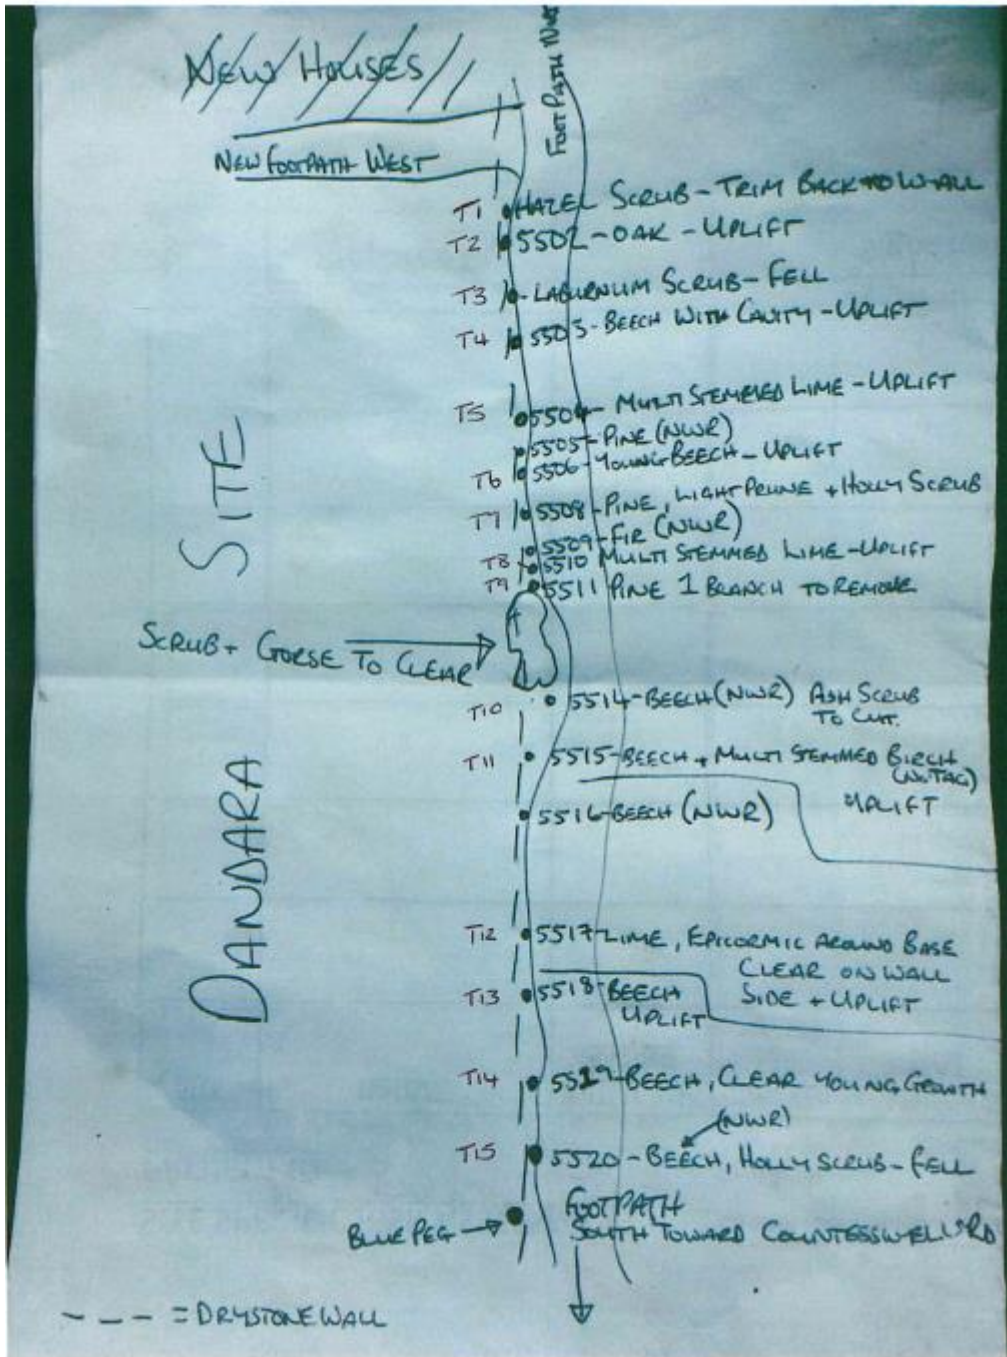 NEW HOUSES
FOOTPATH
NEW FOOTPATH WEST
T1 HAZEL SCRUB - TRIM BACK TO WALL
T2 5502 - OAK - UPLIFT
T3 LABURNUM SCRUB - FELL
T4 5503 - BEECH WITH CAVITY - UPLIFT
T5 5504 - MULTI STEMMED LIME - UPLIFT
5505 - PINE (NWR)
T6 5506 - YOUNG BEECH - UPLIFT
T7 5508 - PINE, LIGHT PRUNE + HOLLY SCRUB
5509 - FIR (NWR)
T8 5510 MULTI STEMMED LIME - UPLIFT
T9 5511 PINE 1 BRANCH TO REMOVE
SCRUB + GORSE TO CLEAR
T10 5514 - BEECH (NWR) ASH SCRUB
TO CUT.
T11 5515 - BEECH + MULTI STEMMED BIRCH
(NO TAG)
UPLIFT
5516 - BEECH (NWR)
DANDARA SITE
T12 5517 - LIME, EPICORMIC AROUND BASE
CLEAR ON WALL
SIDE + UPLIFT
T13 5518 - BEECH
UPLIFT
T14 5519 - BEECH, CLEAR YOUNG GROWTH
(NWR)
T15 5520 - BEECH, HOLLY SCRUB - FELL
BLUE PEG
FOOTPATH
SOUTH TOWARD COUNTESSWELLS RD
--- = DRYSTONE WALL